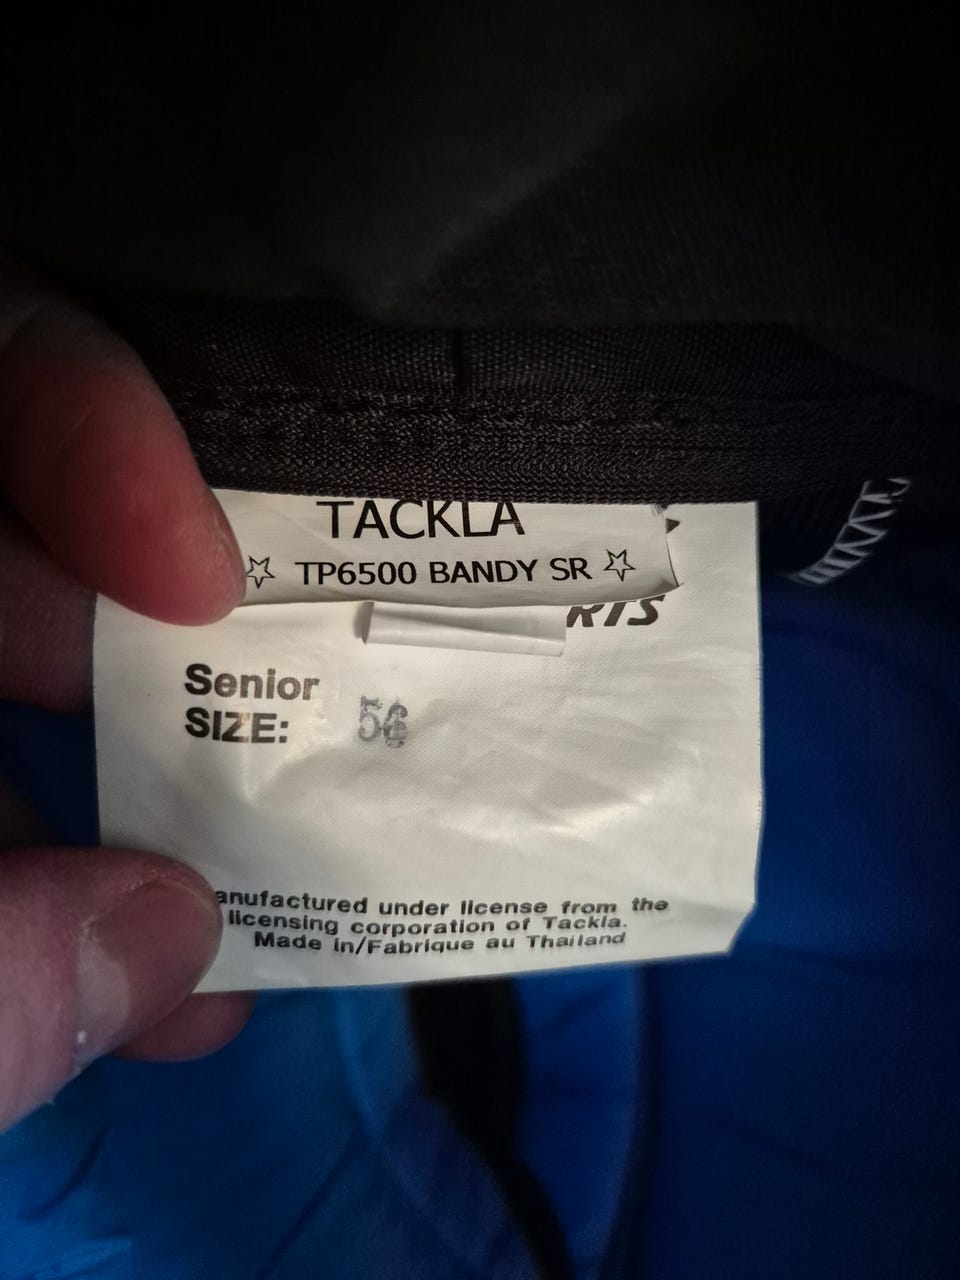 TACKLA
☆ TP6500 BANDY SR ☆
RTS
Senior
SIZE:
anufactured under license from the
licensing corporation of Tackla.
Made in/Fabrique au Thailand